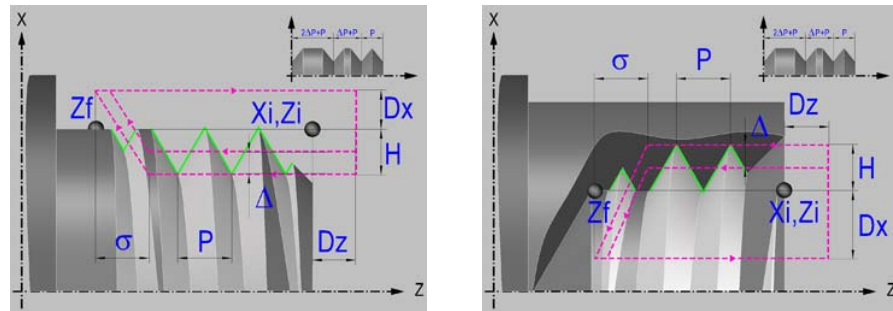 X
2ΔP+P ΔP+P P
Zf
Xi,Zi
Dx
H
Δ
σ
P
Dz
Z
X
2ΔP+P ΔP+P P
σ
P
Dz
Δ
H
Zf
Xi,Zi
Dx
Z